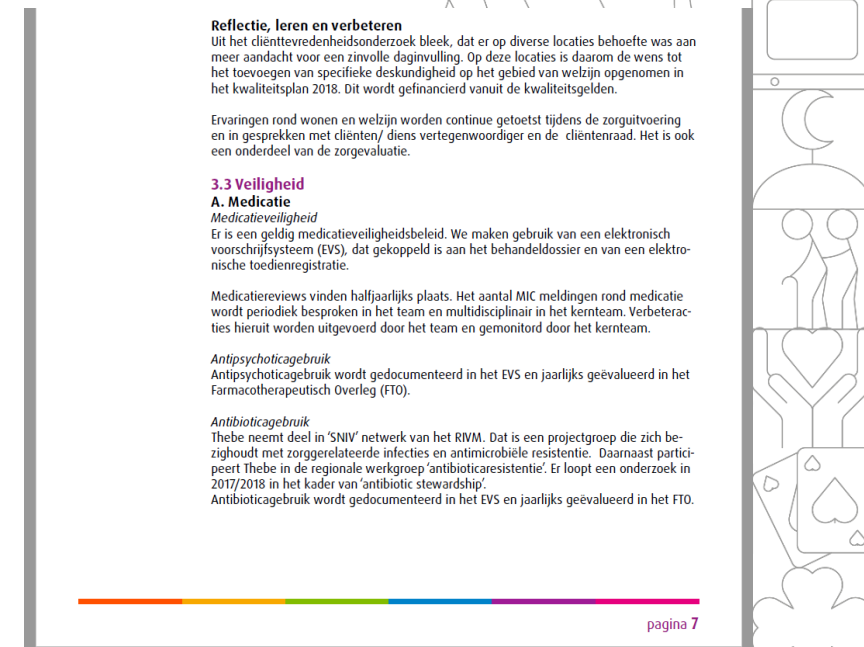 Reflectie, leren en verbeteren
Uit het cliënttevredenheidsonderzoek bleek, dat er op diverse locaties behoefte was aan
meer aandacht voor een zinvolle daginvulling. Op deze locaties is daarom de wens tot
het toevoegen van specifieke deskundigheid op het gebied van welzijn opgenomen in
het kwaliteitsplan 2018. Dit wordt gefinancierd vanuit de kwaliteitsgelden.
Ervaringen rond wonen en welzijn worden continue getoetst tijdens de zorguitvoering
en in gesprekken met cliënten/ diens vertegenwoordiger en de cliëntenraad. Het is ook
een onderdeel van de zorgevaluatie.
3.3 Veiligheid
A. Medicatie
Medicatieveiligheid
Er is een geldig medicatieveiligheidsbeleid. We maken gebruik van een elektronisch
voorschrijfsysteem (EVS), dat gekoppeld is aan het behandeldossier en van een elektro-
nische toedienregistratie.
Medicatiereviews vinden halfjaarlijks plaats. Het aantal MIC meldingen rond medicatie
wordt periodiek besproken in het team en multidisciplinair in het kernteam. Verbeterac-
ties hieruit worden uitgevoerd door het team en gemonitord door het kernteam.
Antipsychoticagebruik
Antipsychoticagebruik wordt gedocumenteerd in het EVS en jaarlijks geëvalueerd in het
Farmacotherapeutisch Overleg (FTO).
Antibioticagebruik
Thebe neemt deel in ‘SNIV’ netwerk van het RIVM. Dat is een projectgroep die zich be-
zighoudt met zorggerelateerde infecties en antimicrobiële resistentie. Daarnaast partici-
peert Thebe in de regionale werkgroep ‘antibioticaresistentie’. Er loopt een onderzoek in
2017/2018 in het kader van ‘antibiotic stewardship’.
Antibioticagebruik wordt gedocumenteerd in het EVS en jaarlijks geëvalueerd in het FTO.
pagina 7